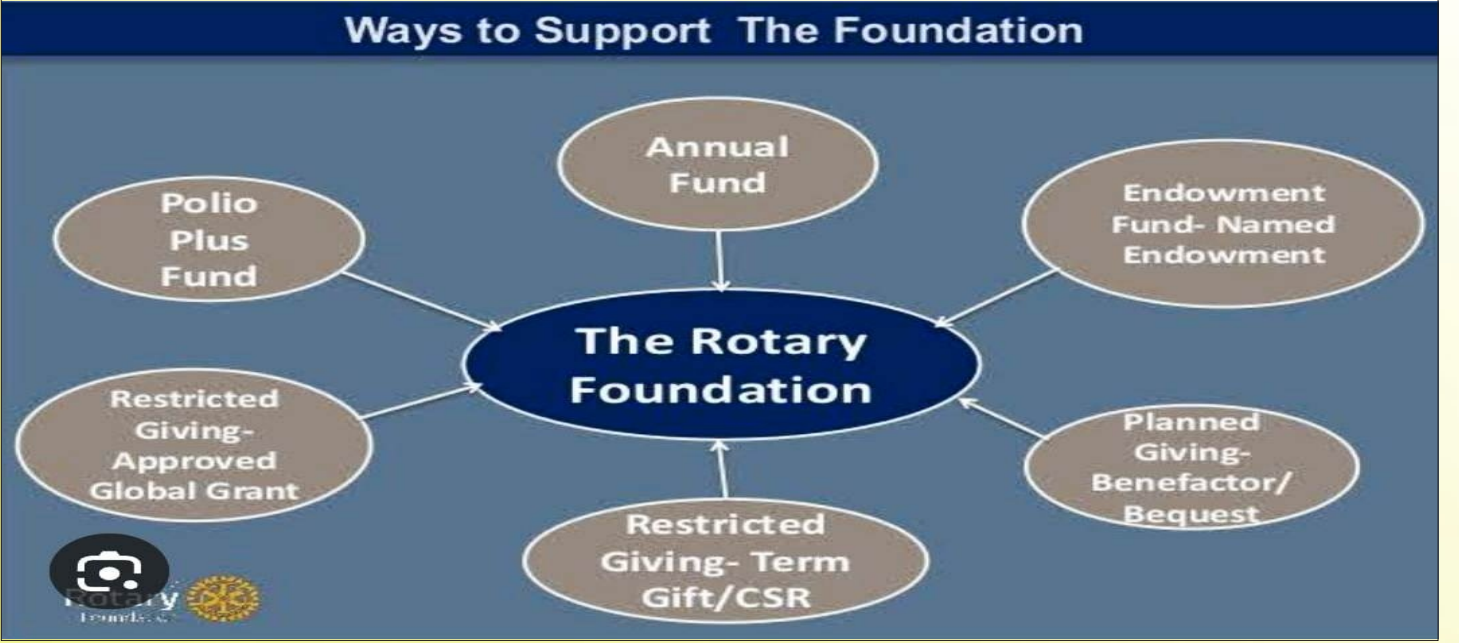 Ways to Support The Foundation
Annual
Fund
Polio
Plus
Fund
Endowment
Fund- Named
Endowment
The Rotary
Foundation
Restricted
Giving-
Approved
Global Grant
Planned
Giving-
Benefactor/
Bequest
Restricted
Giving- Term
Gift/CSR
Rotary